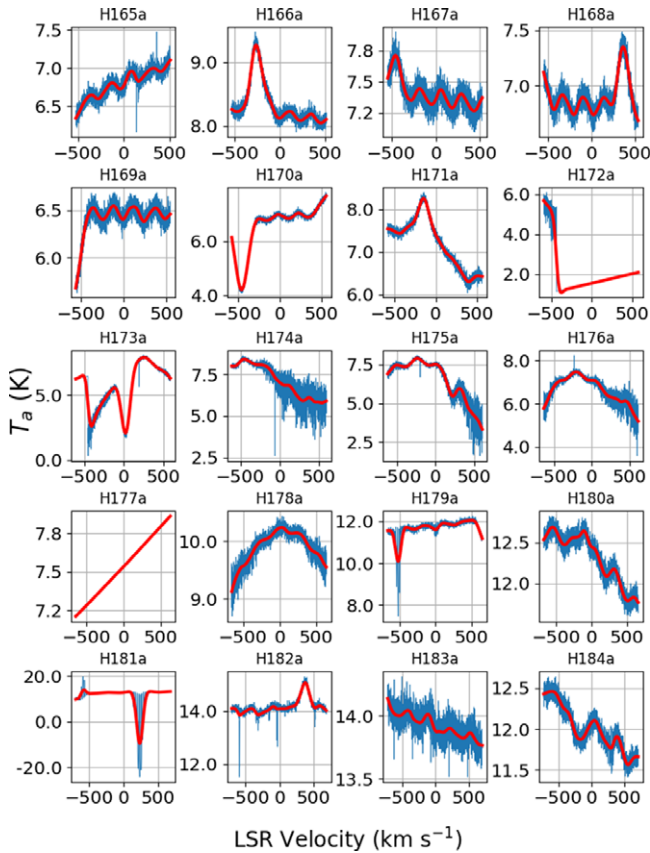 H165a H166a H167a H168a
7.5 9.0 7.8 7.0
7.0 7.5
6.5 8.0 7.2
−500 0 500 −500 0 500 −500 0 500 −500 0 500
H169a H170a H171a H172a
6.5 6.0 8.0 6.0
7.0 4.0
6.0 4.0 6.0 2.0
−500 0 500 −500 0 500 −500 0 500 −500 0 500
H173a H174a H175a H176a
5.0 7.5 7.5 8.0
5.0 5.0 6.0
0.0 2.5 2.5 4.0
−500 0 500 −500 0 500 −500 0 500 −500 0 500
T_a (K)
H177a H178a H179a H180a
7.8 10.0 12.0 12.5
7.5 10.0
7.2 9.0 8.0 12.0
−500 0 500 −500 0 500 −500 0 500 −500 0 500
H181a H182a H183a H184a
20.0 14.0 14.0 12.5
0.0 12.0
−20.0 12.0 13.5 11.5
−500 0 500 −500 0 500 −500 0 500 −500 0 500
LSR Velocity (km s⁻¹)